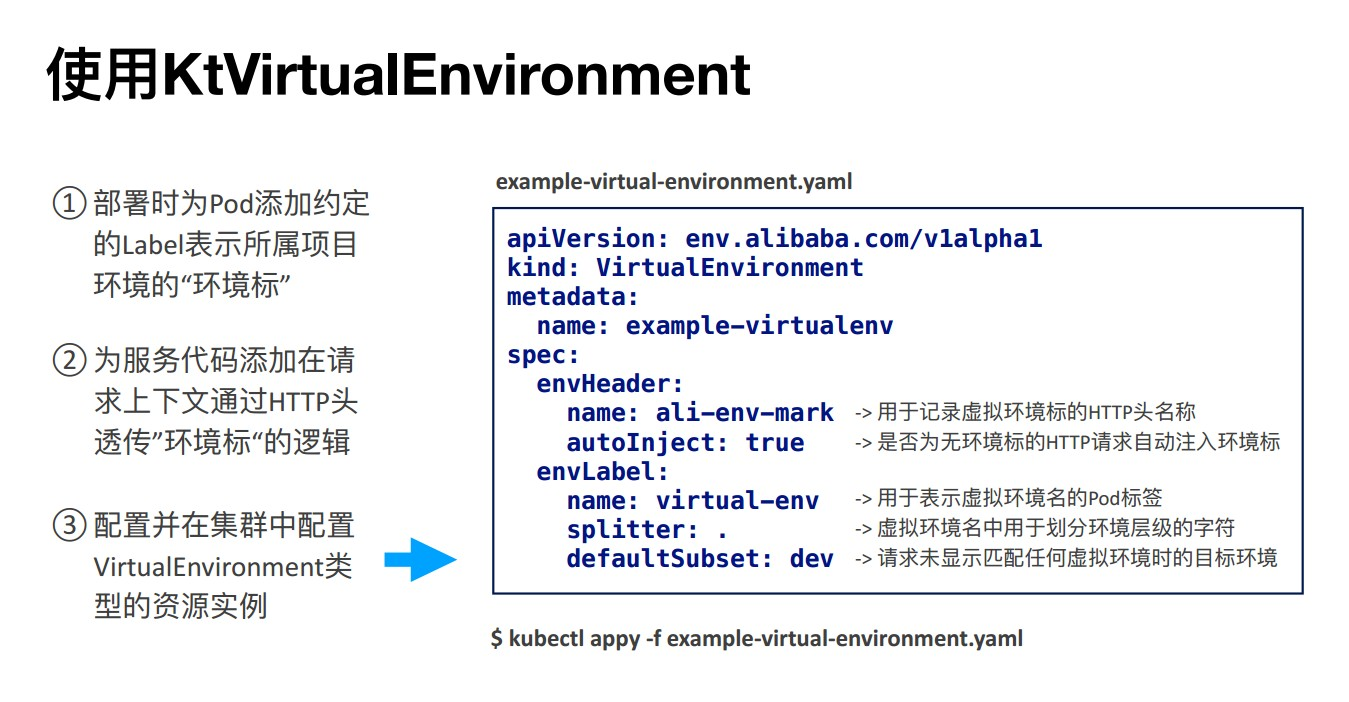 使用KtVirtualEnvironment
① 部署时为Pod添加约定
的Label表示所属项目
环境的“环境标”
② 为服务代码添加在请
求上下文通过HTTP头
透传”环境标“的逻辑
③ 配置并在集群中配置
VirtualEnvironment类
型的资源实例
example-virtual-environment.yaml
apiVersion: env.alibaba.com/v1alpha1
kind: VirtualEnvironment
metadata:
  name: example-virtualenv
spec:
  envHeader:
    name: ali-env-mark -> 用于记录虚拟环境标的HTTP头名称
    autoInject: true -> 是否为无环境标的HTTP请求自动注入环境标
  envLabel:
    name: virtual-env -> 用于表示虚拟环境名的Pod标签
    splitter: . -> 虚拟环境名中用于划分环境层级的字符
    defaultSubset: dev -> 请求未显示匹配任何虚拟环境时的目标环境
$ kubectl appy -f example-virtual-environment.yaml